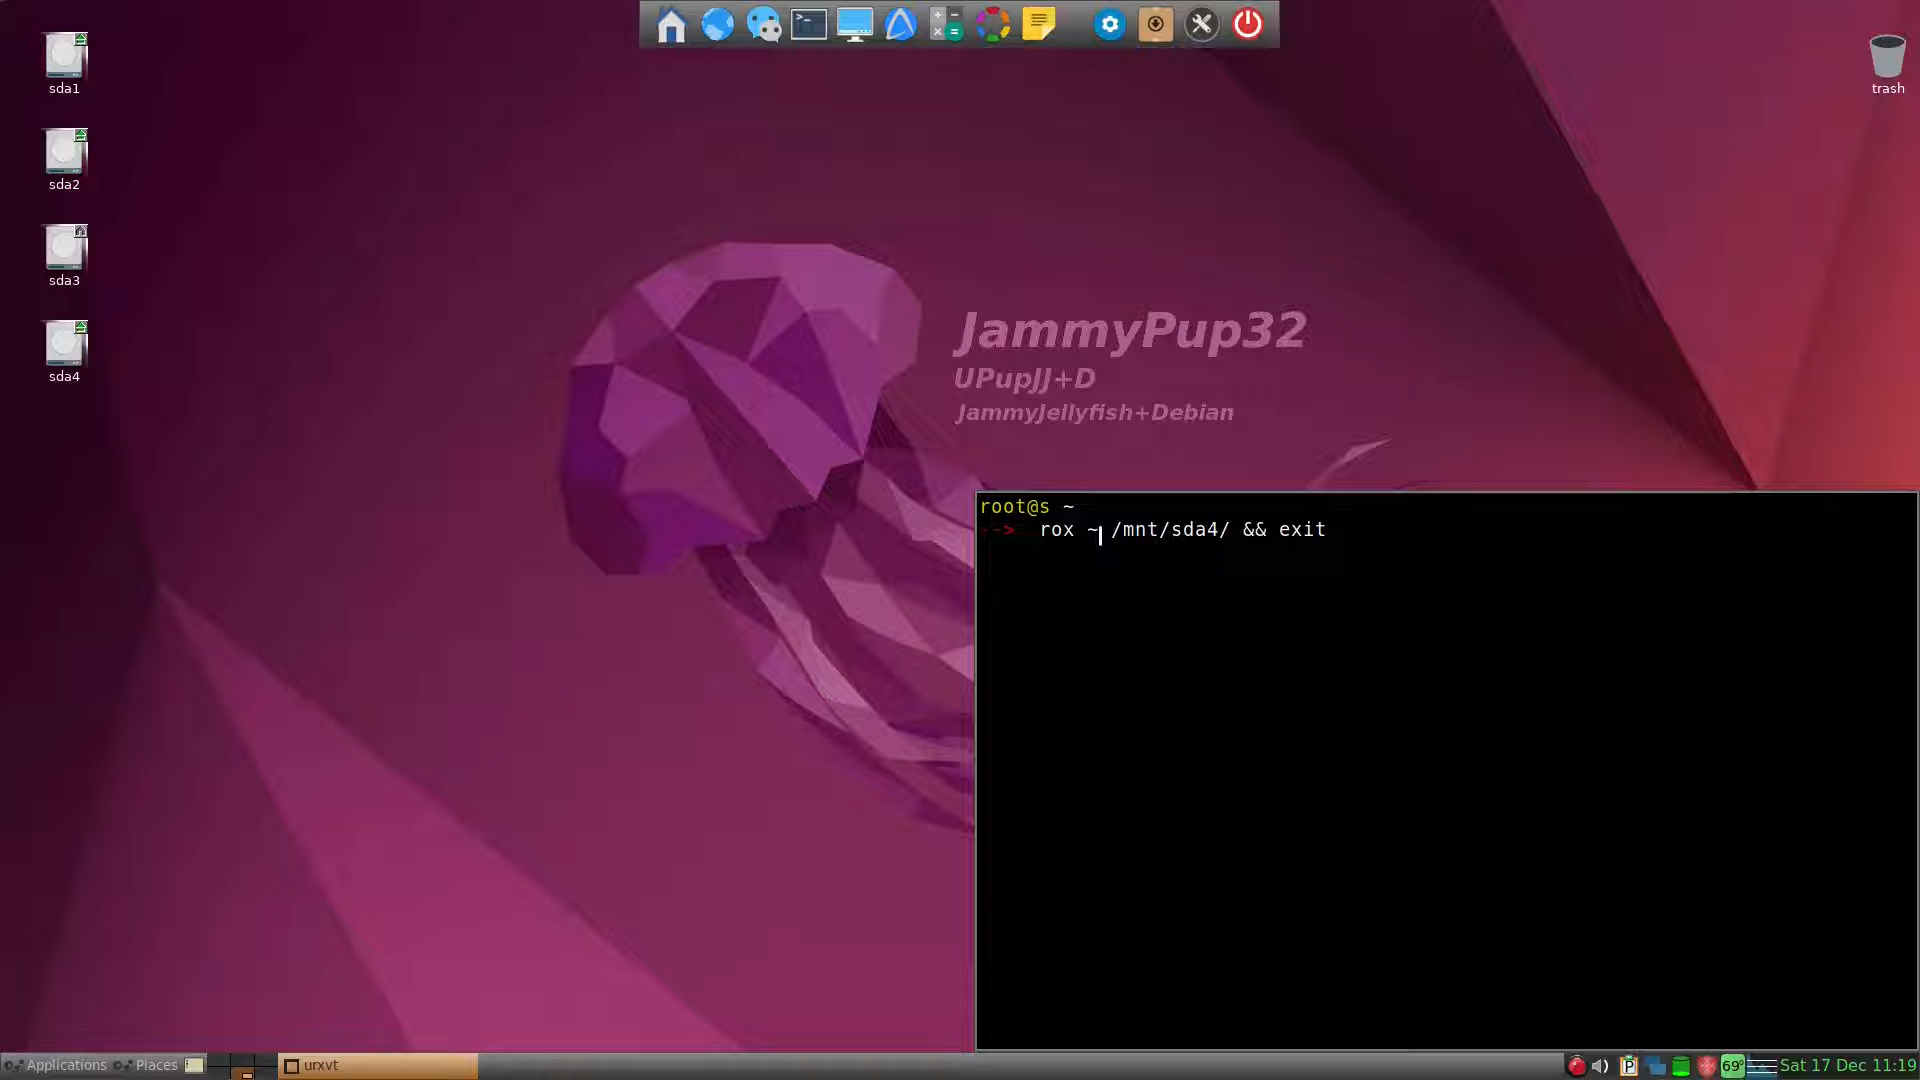 sda1
sda2
sda3
sda4
trash
JammyPup32
UPupJJ+D
JammyJellyfish+Debian
root@s ~
--> rox ~ /mnt/sda4/ && exit
Applications Places
urxvt
69°
Sat 17 Dec 11:19